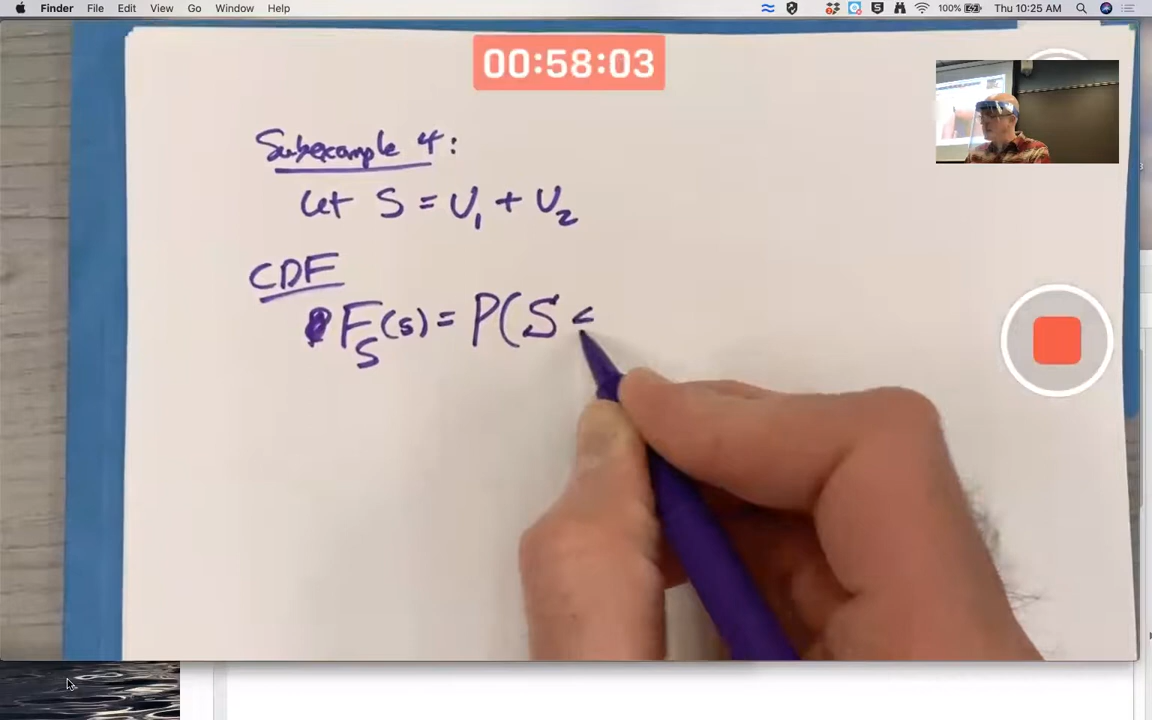 Finder File Edit View Go Window Help 100% Thu 10:25 AM
00:58:03
Subexample 4:
Let S = U₁ + U₂
CDF
F_S(s) = P(S <